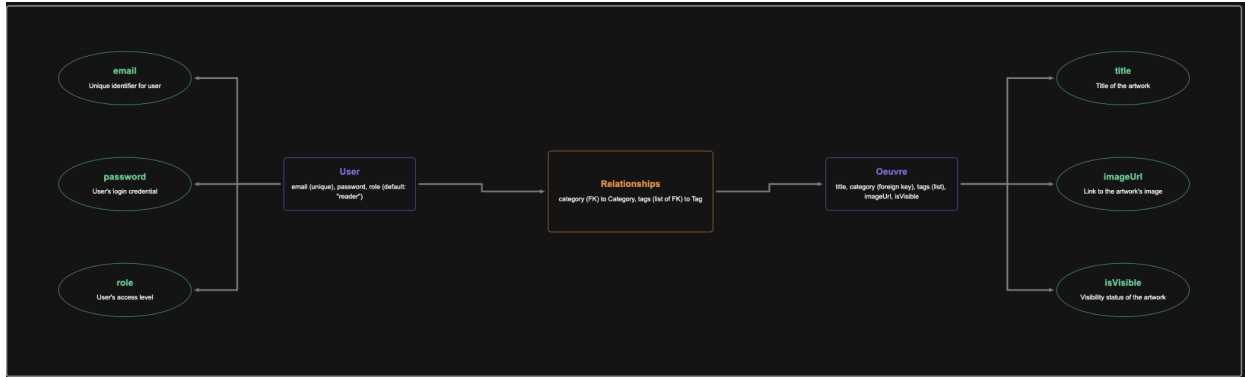 email
Unique identifier for user
password
User's login credential
role
User's access level
User
email (unique), password, role (default:
"reader")
Relationships
category (FK) to Category, tags (list of FK) to Tag
Oeuvre
title, category (foreign key), tags (list),
imageUrl, isVisible
title
Title of the artwork
imageUrl
Link to the artwork's image
isVisible
Visibility status of the artwork